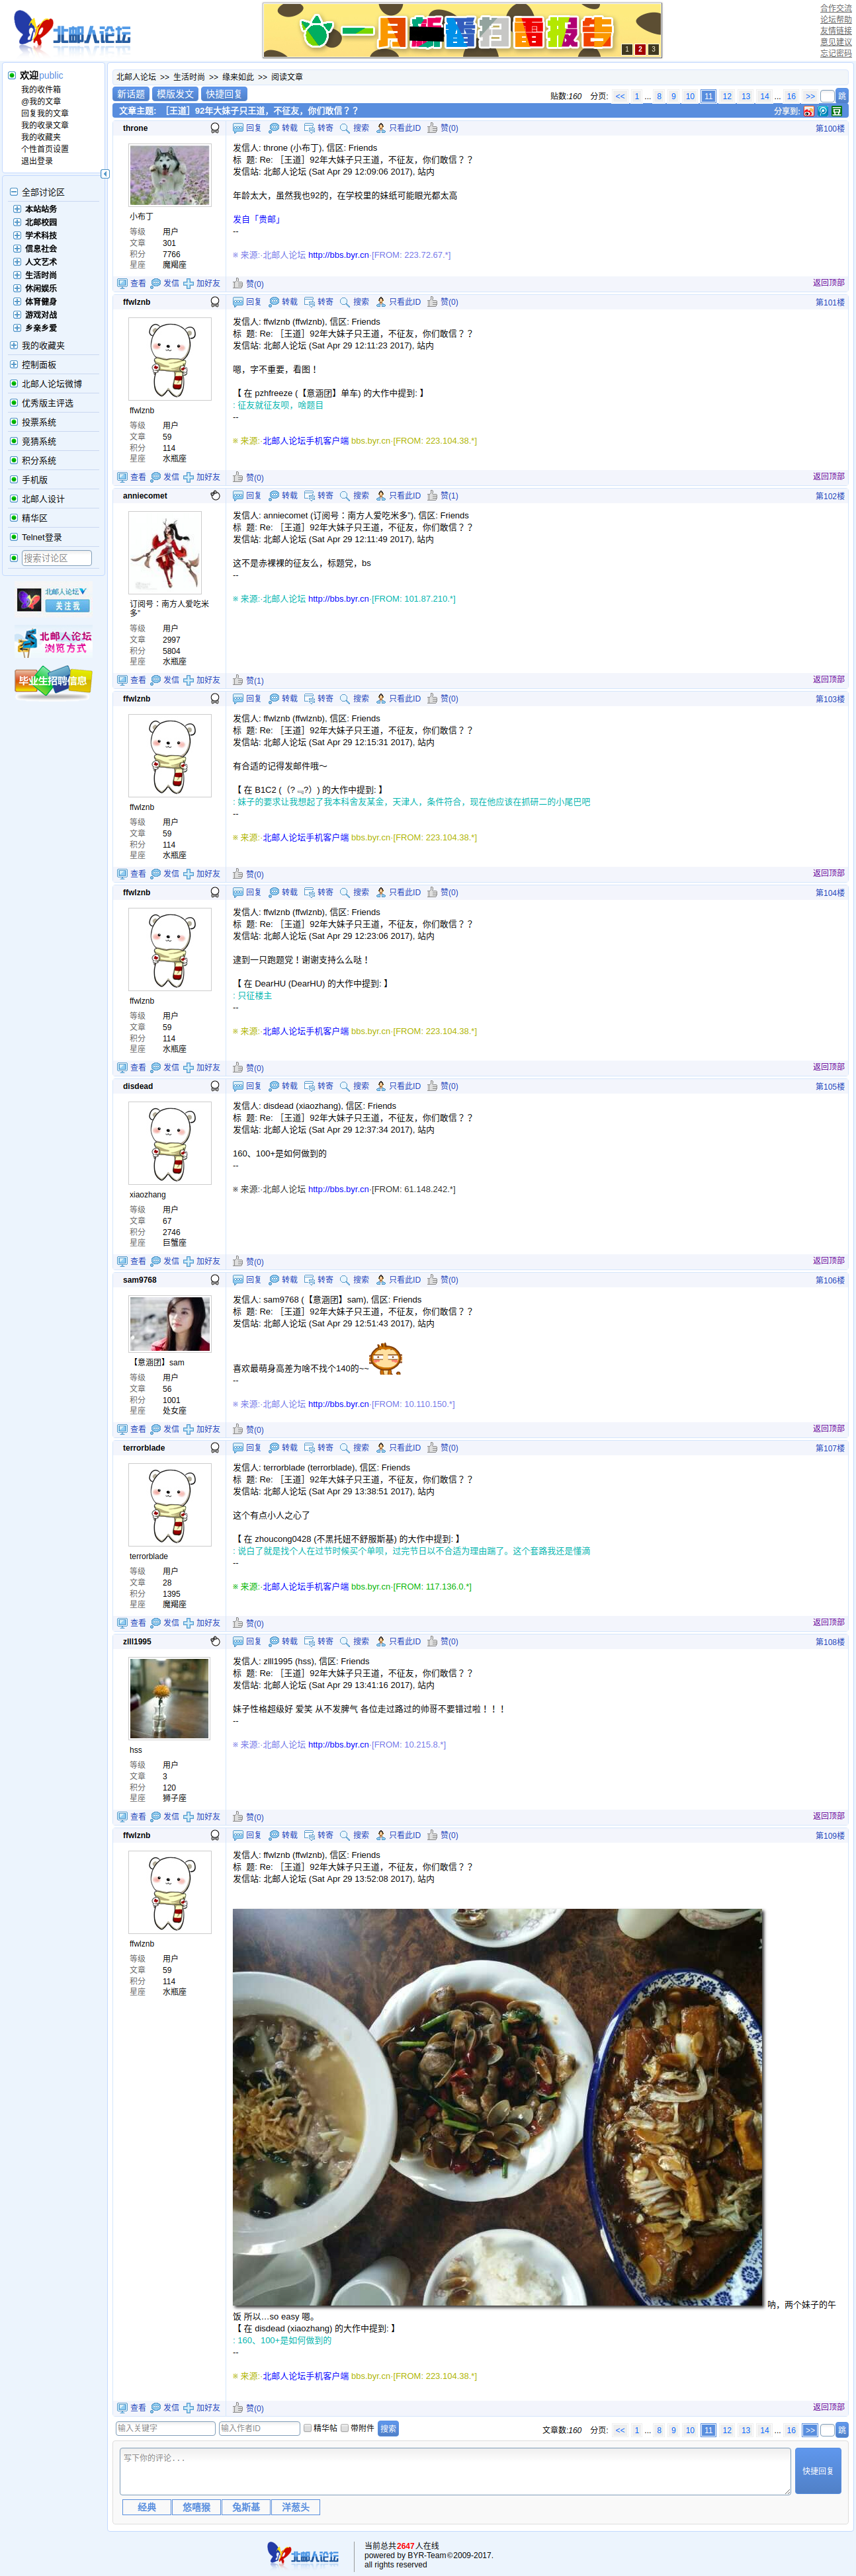 北邮人论坛
一月新番扫雷报告
1 2 3
合作交流
论坛帮助
友情链接
意见建议
忘记密码
欢迎public
我的收件箱
@我的文章
回复我的文章
我的收录文章
我的收藏夹
个性首页设置
退出登录
全部讨论区
本站站务
北邮校园
学术科技
信息社会
人文艺术
生活时尚
休闲娱乐
体育健身
游戏对战
乡亲乡爱
我的收藏夹
控制面板
北邮人论坛微博
优秀版主评选
投票系统
竞猜系统
积分系统
手机版
北邮人设计
精华区
Telnet登录
搜索讨论区
北邮人论坛
关注我
北邮人论坛
浏览方式
毕业生招聘信息
北邮人论坛 >> 生活时尚 >> 缘来如此 >> 阅读文章
新话题 模版发文 快捷回复
贴数:160 分页: << 1 ... 8 9 10 11 12 13 14 ... 16 >> 跳
文章主题: [王道] 92年大妹子只王道，不征友，你们敢信？？
分享到:
throne
回复 转载 转寄 搜索 只看此ID 赞(0)
第100楼
小布丁
等级 用户
文章 301
积分 7766
星座 魔羯座
发信人: throne (小布丁), 信区: Friends
标 题: Re: [王道] 92年大妹子只王道，不征友，你们敢信？？
发信站: 北邮人论坛 (Sat Apr 29 12:09:06 2017), 站内
年龄太大，虽然我也92的，在学校里的妹纸可能眼光都太高
发自「贵邮」
--
※ 来源:·北邮人论坛 http://bbs.byr.cn·[FROM: 223.72.67.*]
查看 发信 加好友 赞(0) 返回顶部
ffwlznb
回复 转载 转寄 搜索 只看此ID 赞(0)
第101楼
ffwlznb
等级 用户
文章 59
积分 114
星座 水瓶座
发信人: ffwlznb (ffwlznb), 信区: Friends
标 题: Re: [王道] 92年大妹子只王道，不征友，你们敢信？？
发信站: 北邮人论坛 (Sat Apr 29 12:11:23 2017), 站内
嗯，字不重要，看图！
【 在 pzhfreeze (【意涵团】单车) 的大作中提到: 】
: 征友就征友呗，啥题目
--
※ 来源:·北邮人论坛手机客户端 bbs.byr.cn·[FROM: 223.104.38.*]
查看 发信 加好友 赞(0) 返回顶部
anniecomet
回复 转载 转寄 搜索 只看此ID 赞(1)
第102楼
订阅号：南方人爱吃米多”
等级 用户
文章 2997
积分 5804
星座 水瓶座
发信人: anniecomet (订阅号：南方人爱吃米多”), 信区: Friends
标 题: Re: [王道] 92年大妹子只王道，不征友，你们敢信？？
发信站: 北邮人论坛 (Sat Apr 29 12:11:49 2017), 站内
这不是赤裸裸的征友么，标题党，bs
--
※ 来源:·北邮人论坛 http://bbs.byr.cn·[FROM: 101.87.210.*]
查看 发信 加好友 赞(1) 返回顶部
ffwlznb
回复 转载 转寄 搜索 只看此ID 赞(0)
第103楼
ffwlznb
等级 用户
文章 59
积分 114
星座 水瓶座
发信人: ffwlznb (ffwlznb), 信区: Friends
标 题: Re: [王道] 92年大妹子只王道，不征友，你们敢信？？
发信站: 北邮人论坛 (Sat Apr 29 12:15:31 2017), 站内
有合适的记得发邮件哦～
【 在 B1C2 ( 的大作中提到: 】
: 妹子的要求让我想起了我本科舍友某金，天津人，条件符合，现在他应该在抓研二的小尾巴吧
--
※ 来源:·北邮人论坛手机客户端 bbs.byr.cn·[FROM: 223.104.38.*]
查看 发信 加好友 赞(0) 返回顶部
ffwlznb
回复 转载 转寄 搜索 只看此ID 赞(0)
第104楼
ffwlznb
等级 用户
文章 59
积分 114
星座 水瓶座
发信人: ffwlznb (ffwlznb), 信区: Friends
标 题: Re: [王道] 92年大妹子只王道，不征友，你们敢信？？
发信站: 北邮人论坛 (Sat Apr 29 12:23:06 2017), 站内
逮到一只跑题党！谢谢支持么么哒！
【 在 DearHU (DearHU) 的大作中提到: 】
: 只征楼主
--
※ 来源:·北邮人论坛手机客户端 bbs.byr.cn·[FROM: 223.104.38.*]
查看 发信 加好友 赞(0) 返回顶部
disdead
回复 转载 转寄 搜索 只看此ID 赞(0)
第105楼
xiaozhang
等级 用户
文章 67
积分 2746
星座 巨蟹座
发信人: disdead (xiaozhang), 信区: Friends
标 题: Re: [王道] 92年大妹子只王道，不征友，你们敢信？？
发信站: 北邮人论坛 (Sat Apr 29 12:37:34 2017), 站内
160、100+是如何做到的
--
※ 来源:·北邮人论坛 http://bbs.byr.cn·[FROM: 61.148.242.*]
查看 发信 加好友 赞(0) 返回顶部
sam9768
回复 转载 转寄 搜索 只看此ID 赞(0)
第106楼
【意涵团】sam
等级 用户
文章 56
积分 1001
星座 处女座
发信人: sam9768 (【意涵团】sam), 信区: Friends
标 题: Re: [王道] 92年大妹子只王道，不征友，你们敢信？？
发信站: 北邮人论坛 (Sat Apr 29 12:51:43 2017), 站内
喜欢最萌身高差为啥不找个140的~~
--
※ 来源:·北邮人论坛 http://bbs.byr.cn·[FROM: 10.110.150.*]
查看 发信 加好友 赞(0) 返回顶部
terrorblade
回复 转载 转寄 搜索 只看此ID 赞(0)
第107楼
terrorblade
等级 用户
文章 28
积分 1395
星座 魔羯座
发信人: terrorblade (terrorblade), 信区: Friends
标 题: Re: [王道] 92年大妹子只王道，不征友，你们敢信？？
发信站: 北邮人论坛 (Sat Apr 29 13:38:51 2017), 站内
这个有点小人之心了
【 在 zhoucong0428 (不黑托妞不舒服斯基) 的大作中提到: 】
: 说白了就是找个人在过节时候买个单呗，过完节日以不合适为理由踹了。这个套路我还是懂滴
--
※ 来源:·北邮人论坛手机客户端 bbs.byr.cn·[FROM: 117.136.0.*]
查看 发信 加好友 赞(0) 返回顶部
zlll1995
回复 转载 转寄 搜索 只看此ID 赞(0)
第108楼
hss
等级 用户
文章 3
积分 120
星座 狮子座
发信人: zlll1995 (hss), 信区: Friends
标 题: Re: [王道] 92年大妹子只王道，不征友，你们敢信？？
发信站: 北邮人论坛 (Sat Apr 29 13:41:16 2017), 站内
妹子性格超级好 爱笑 从不发脾气 各位走过路过的帅哥不要错过啦！！！
--
※ 来源:·北邮人论坛 http://bbs.byr.cn·[FROM: 10.215.8.*]
查看 发信 加好友 赞(0) 返回顶部
ffwlznb
回复 转载 转寄 搜索 只看此ID 赞(0)
第109楼
ffwlznb
等级 用户
文章 59
积分 114
星座 水瓶座
发信人: ffwlznb (ffwlznb), 信区: Friends
标 题: Re: [王道] 92年大妹子只王道，不征友，你们敢信？？
发信站: 北邮人论坛 (Sat Apr 29 13:52:08 2017), 站内
呐，两个妹子的午
饭 所以…so easy 嗯。
【 在 disdead (xiaozhang) 的大作中提到: 】
: 160、100+是如何做到的
--
※ 来源:·北邮人论坛手机客户端 bbs.byr.cn·[FROM: 223.104.38.*]
查看 发信 加好友 赞(0) 返回顶部
输入关键字 输入作者ID 精华帖 带附件 搜索
文章数:160 分页: << 1 ... 8 9 10 11 12 13 14 ... 16 >> 跳
写下你的评论...
快捷回复
经典 悠嘻猴 兔斯基 洋葱头
北邮人论坛
当前总共2647人在线
powered by BYR-Team©2009-2017.
all rights reserved